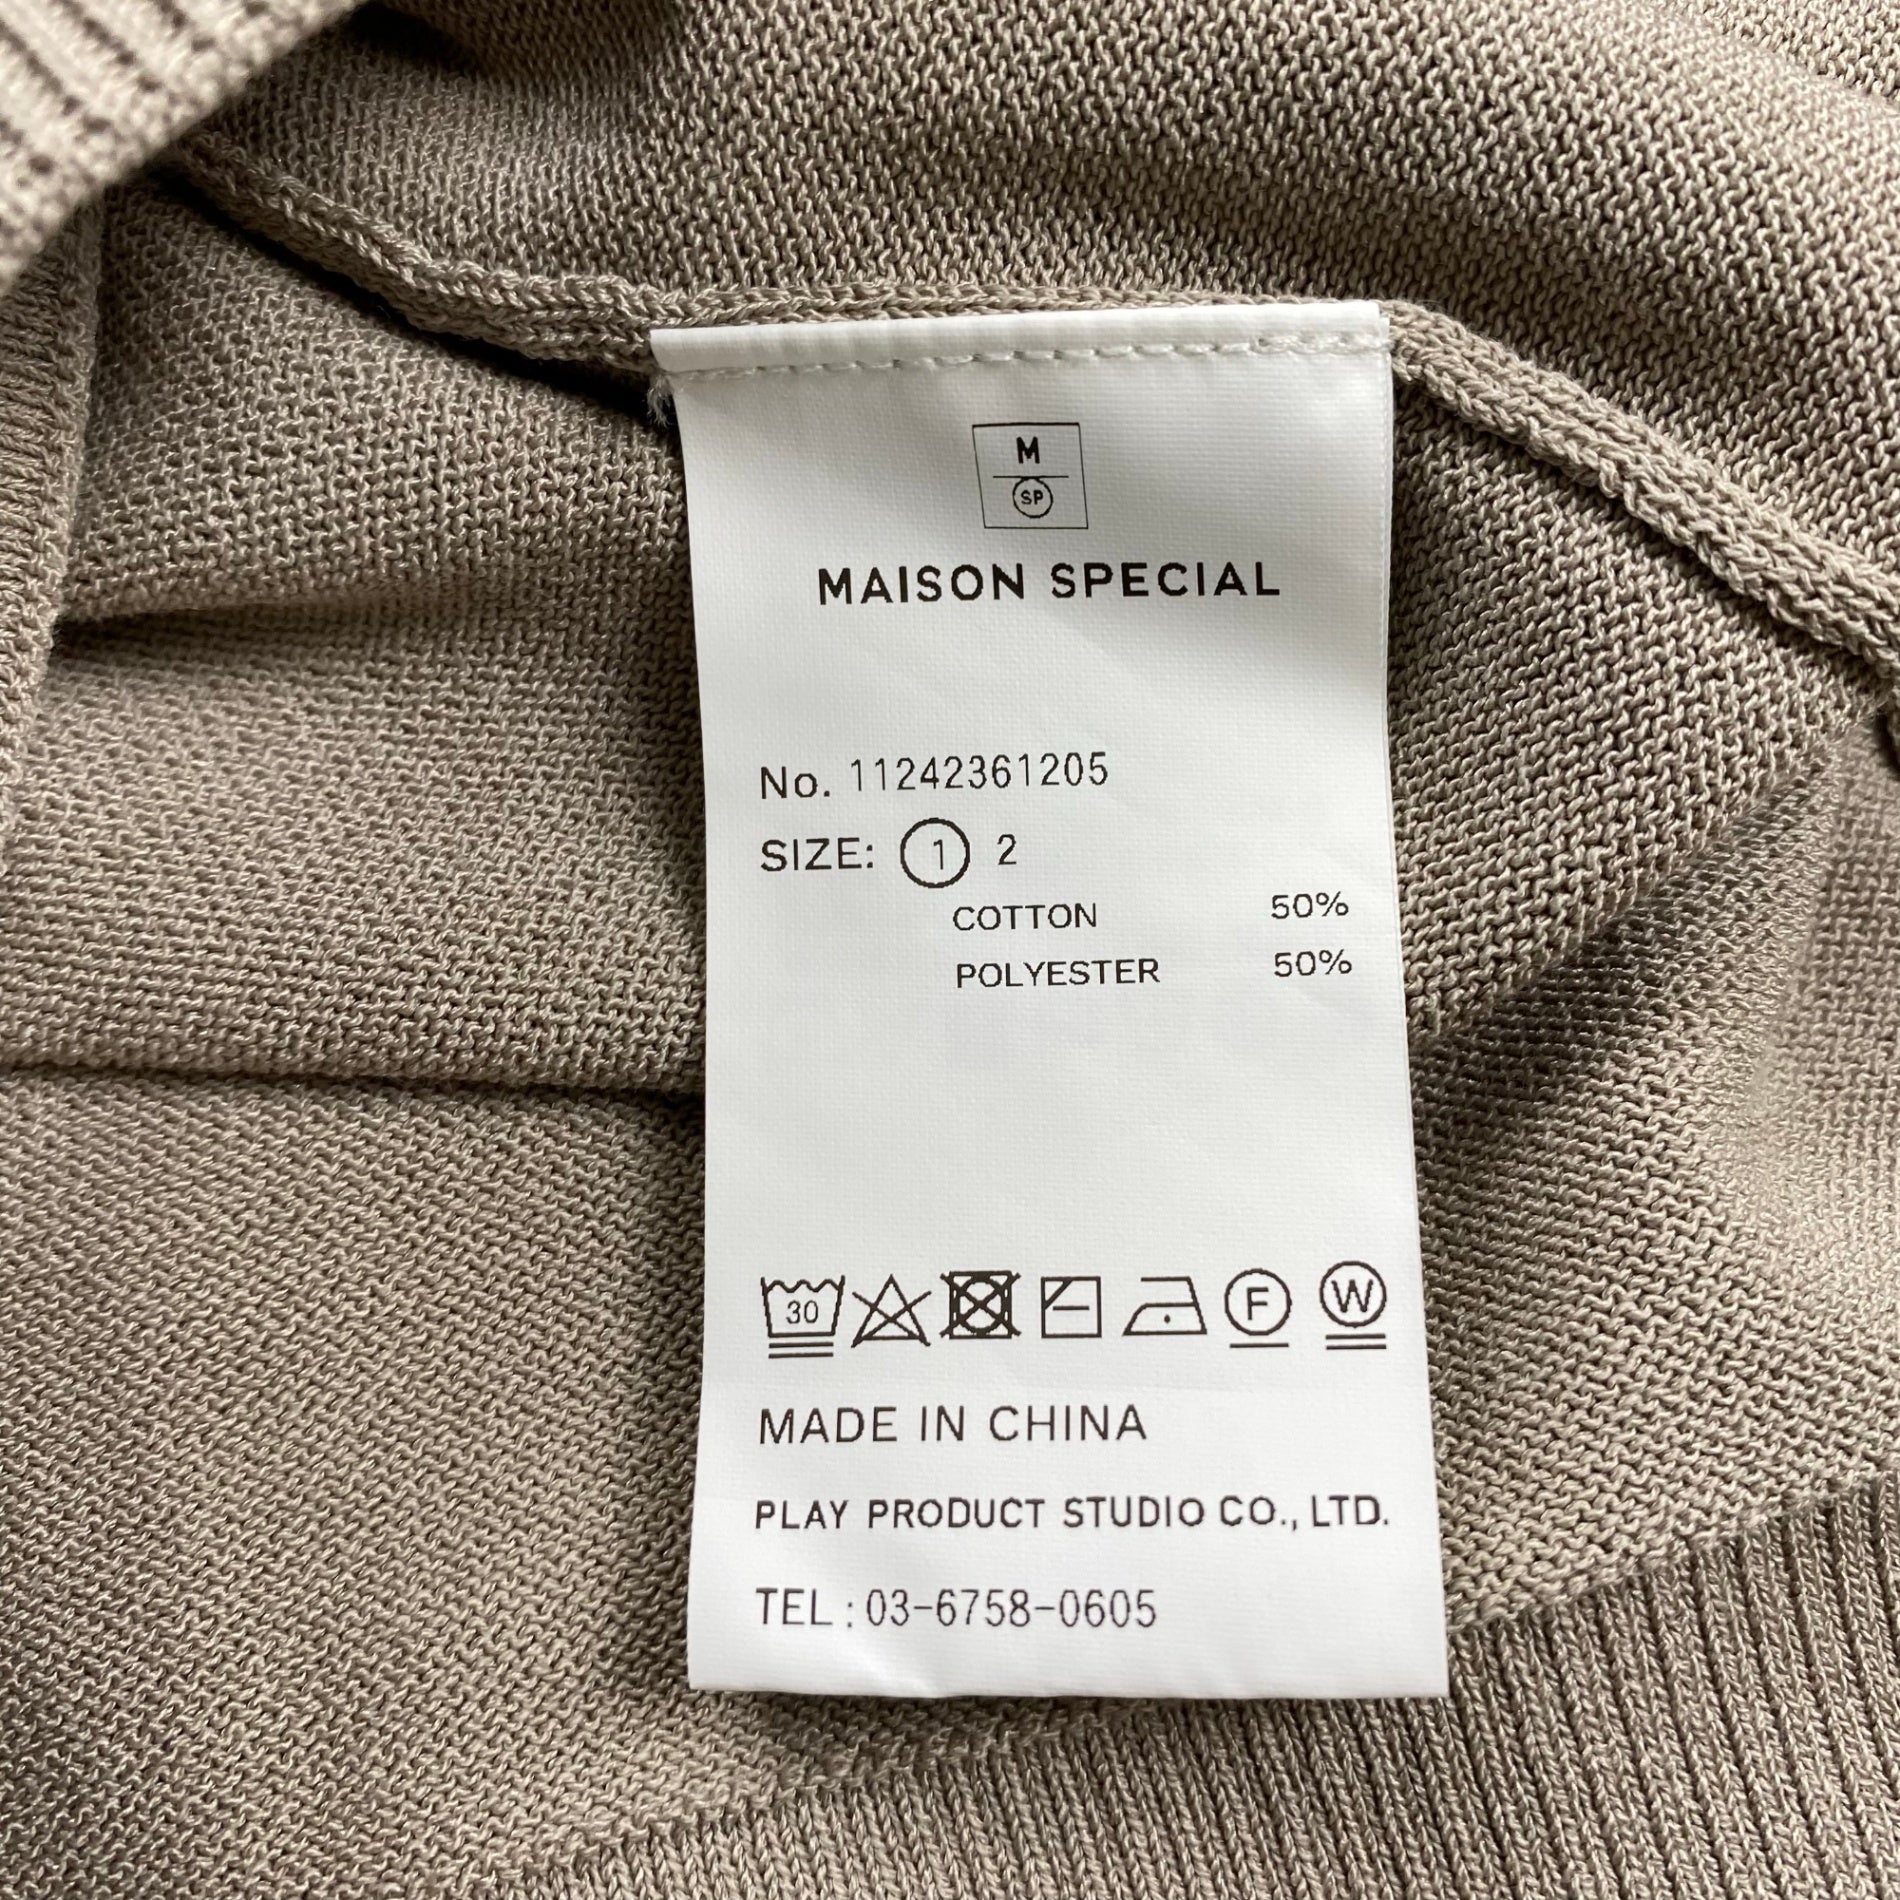 M
SP
MAISON SPECIAL
No. 11242361205
SIZE: 1 2
COTTON 50%
POLYESTER 50%
30 F W
MADE IN CHINA
PLAY PRODUCT STUDIO CO., LTD.
TEL : 03-6758-0605